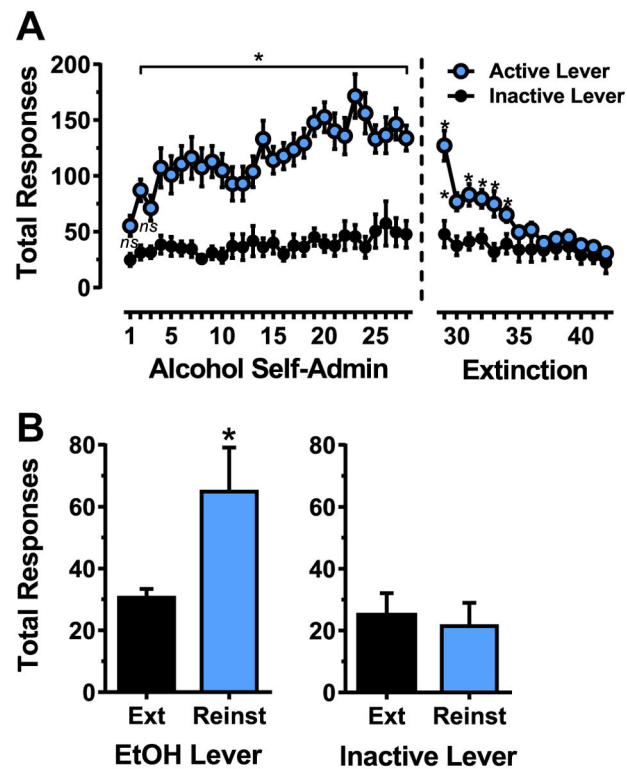 A
*
200
150
100
50
0
Total Responses
ns
ns
Active Lever
Inactive Lever
*
*
* * * *
1 5 10 15 20 25
30 35 40
Alcohol Self-Admin
Extinction
B
80
60
40
20
0
Total Responses
*
Ext Reinst
EtOH Lever
80
60
40
20
0
Ext Reinst
Inactive Lever